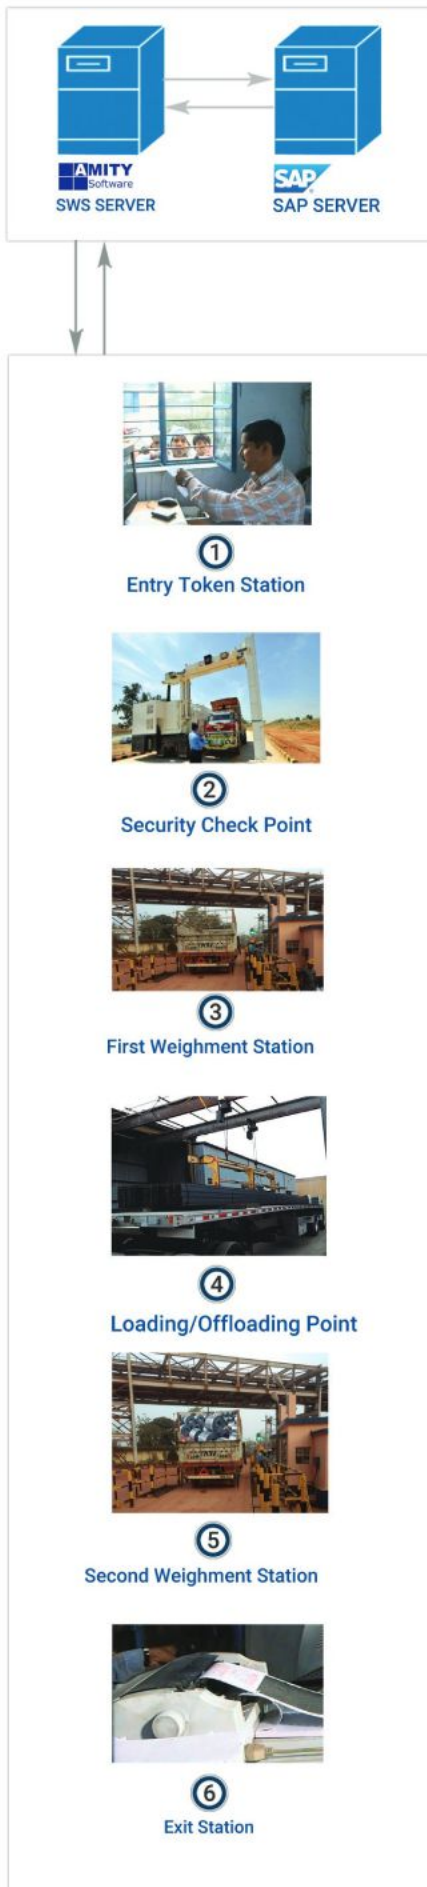 AMITY
Software
SWS SERVER
SAP
SAP SERVER
1
Entry Token Station
2
Security Check Point
3
First Weighment Station
4
Loading/Offloading Point
5
Second Weighment Station
6
Exit Station